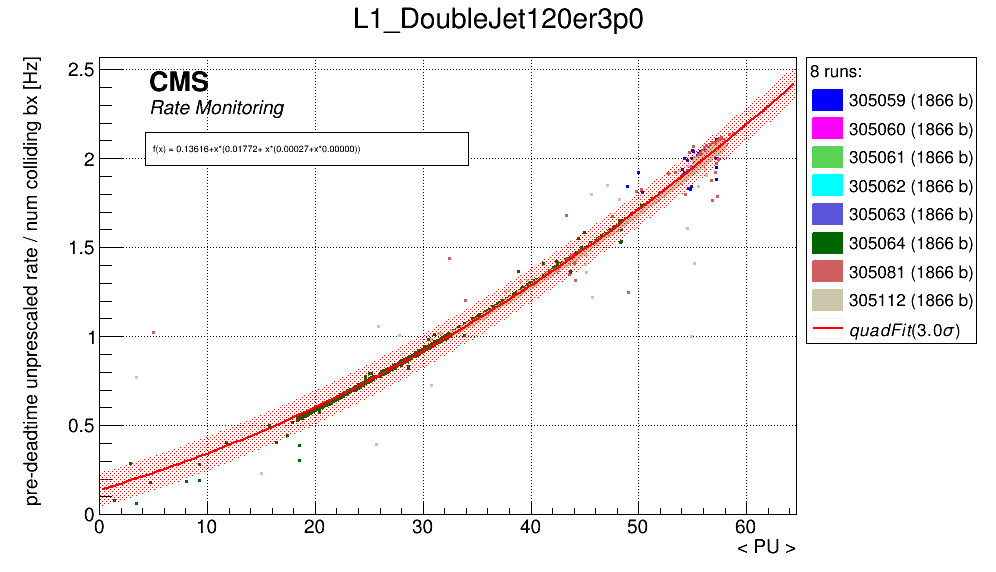 L1_DoubleJet120er3p0
pre-deadtime unprescaled rate / num colliding bx [Hz]
2.5
2
1.5
1
0.5
0
CMS
Rate Monitoring
f(x) = 0.13616+x*(0.01772+ x*(0.00027+x*0.00000))
0 10 20 30 40 50 60
< PU >
8 runs:
305059 (1866 b)
305060 (1866 b)
305061 (1866 b)
305062 (1866 b)
305063 (1866 b)
305064 (1866 b)
305081 (1866 b)
305112 (1866 b)
quadFit(3.0σ)